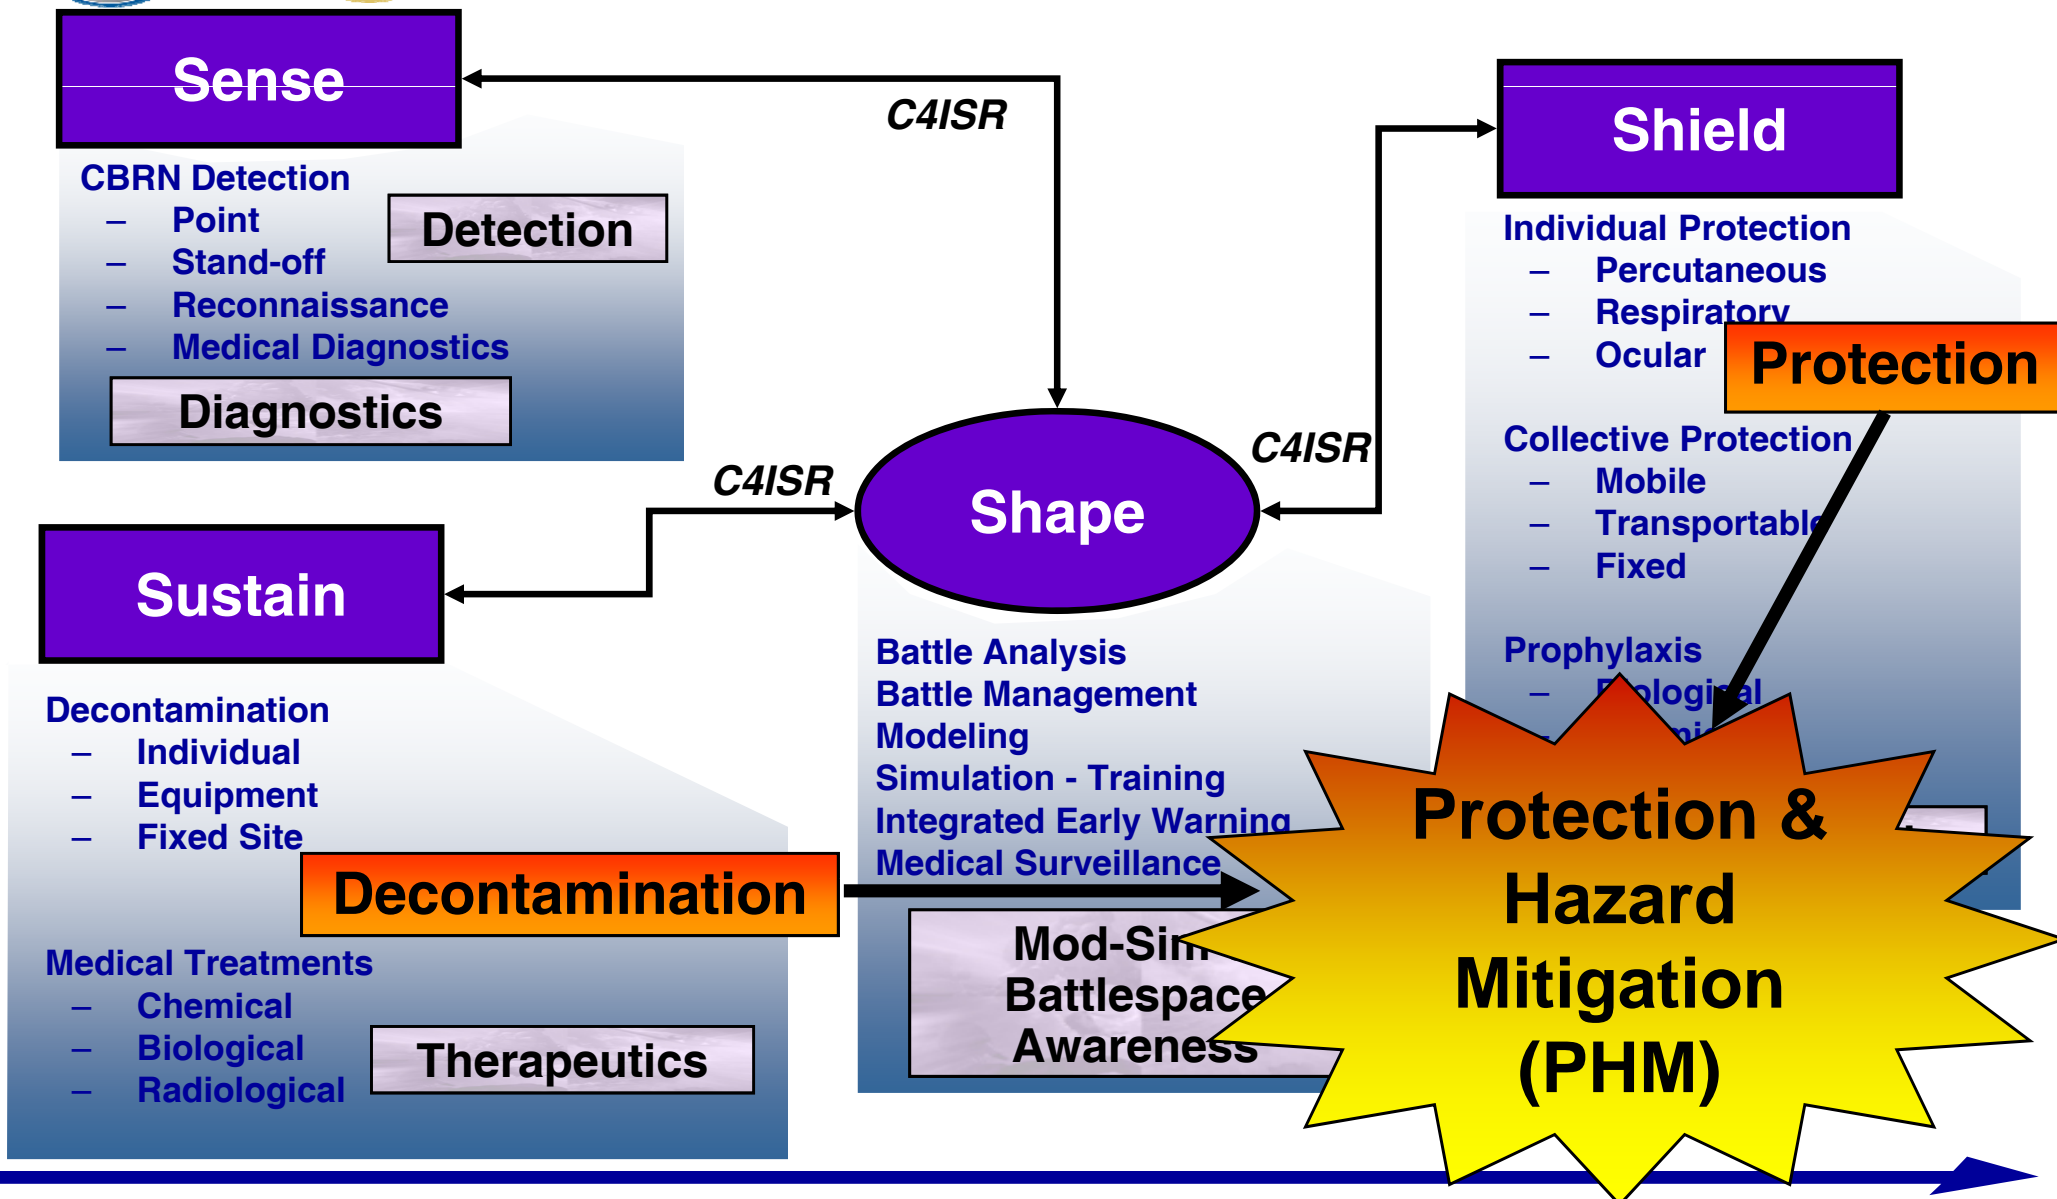 Sense
CBRN Detection
– Point
– Stand-off
– Reconnaissance
– Medical Diagnostics
Detection
Diagnostics
C4ISR
Shield
Individual Protection
– Percutaneous
– Respiratory
– Ocular
Protection
Collective Protection
– Mobile
– Transportable
– Fixed
Prophylaxis
– Biological
–
C4ISR
C4ISR
Shape
Battle Analysis
Battle Management
Modeling
Simulation - Training
Integrated Early Warning
Medical Surveillance
Mod-Sim
Battlespace
Awareness
Sustain
Decontamination
– Individual
– Equipment
– Fixed Site
Decontamination
Medical Treatments
– Chemical
– Biological
– Radiological
Therapeutics
Protection &
Hazard
Mitigation
(PHM)